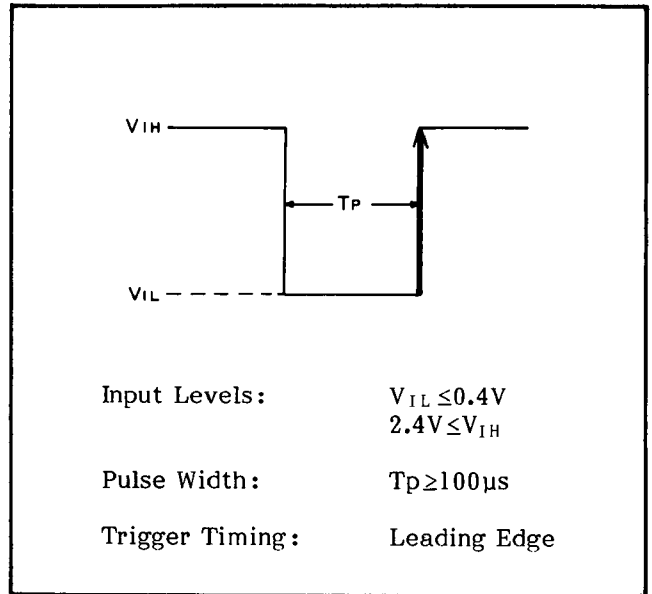 VIH
TP
VIL
Input Levels: VIL ≤0.4V
2.4V≤VIH
Pulse Width: Tp≥100μs
Trigger Timing: Leading Edge